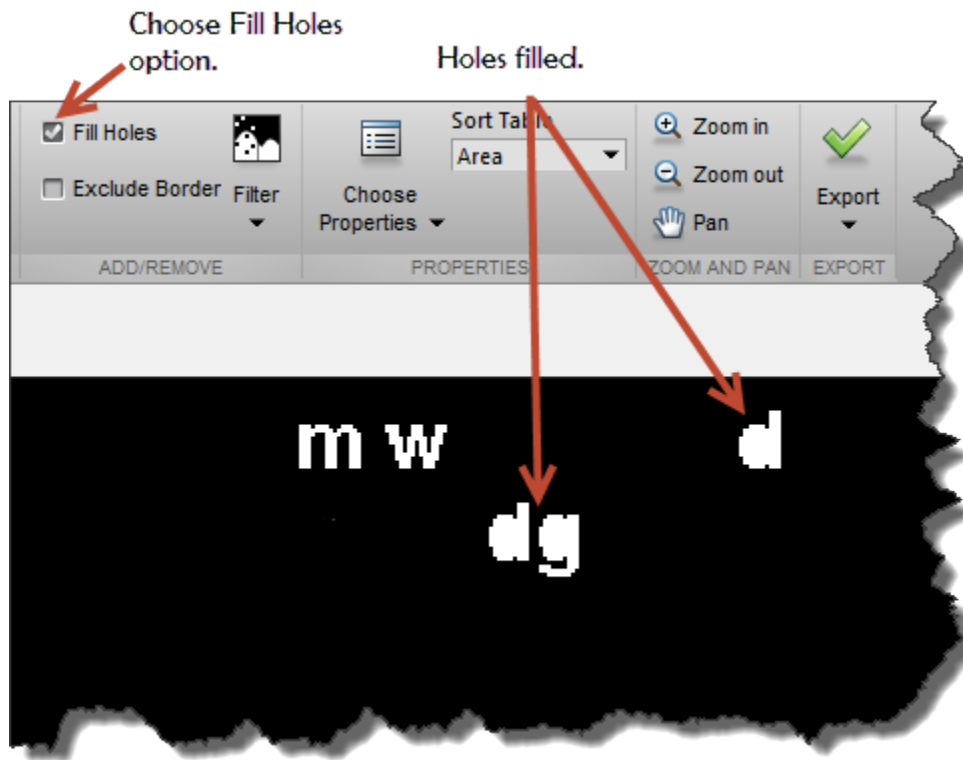 Choose Fill Holes
option.
Holes filled.
Fill Holes
Exclude Border
Filter
Choose
Properties
Sort Table
Area
Zoom in
Zoom out
Pan
Export
ADD/REMOVE
PROPERTIES
ZOOM AND PAN
EXPORT
m w d
dg